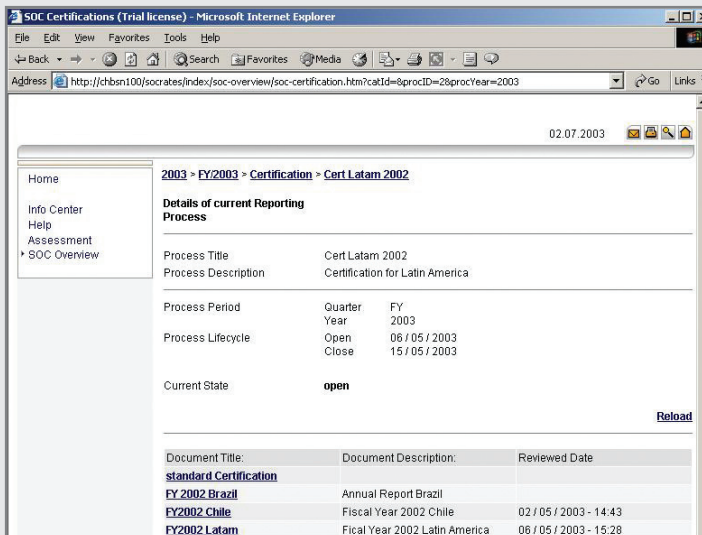 SOC Certifications (Trial license) - Microsoft Internet Explorer
File Edit View Favorites Tools Help
Back Search Favorites Media
Address http://chbsn100/socrates/index/soc-overview/soc-certification.htm?catId=&procID=2&procYear=2003 Go Links
02.07.2003
Home
Info Center
Help
Assessment
SOC Overview
2003 > FY/2003 > Certification > Cert Latam 2002
Details of current Reporting
Process
Process Title Cert Latam 2002
Process Description Certification for Latin America
Process Period Quarter FY
Year 2003
Process Lifecycle Open 06 / 05 / 2003
Close 15 / 05 / 2003
Current State open
Reload
Document Title: Document Description: Reviewed Date
standard Certification
FY 2002 Brazil Annual Report Brazil
FY2002 Chile Fiscal Year 2002 Chile 02 / 05 / 2003 - 14:43
FY2002 Latam Fical Year 2002 Latin America 06 / 05 / 2003 - 15:28